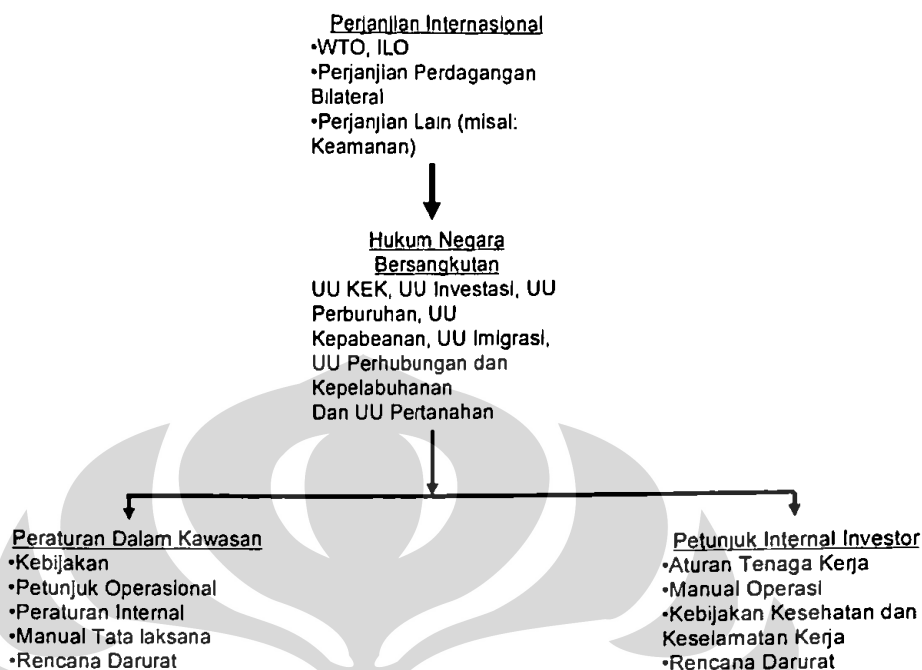 Perjanjian Internasional
•WTO, ILO
•Perjanjian Perdagangan
Bilateral
•Perjanjian Lain (misal:
Keamanan)
Hukum Negara
Bersangkutan
UU KEK, UU Investasi, UU
Perburuhan, UU
Kepabeanan, UU Imigrasi,
UU Perhubungan dan
Kepelabuhanan
Dan UU Pertanahan
Peraturan Dalam Kawasan
•Kebijakan
•Petunjuk Operasional
•Peraturan Internal
•Manual Tata laksana
•Rencana Darurat
Petunjuk Internal Investor
•Aturan Tenaga Kerja
•Manual Operasi
•Kebijakan Kesehatan dan
Keselamatan Kerja
•Rencana Darurat